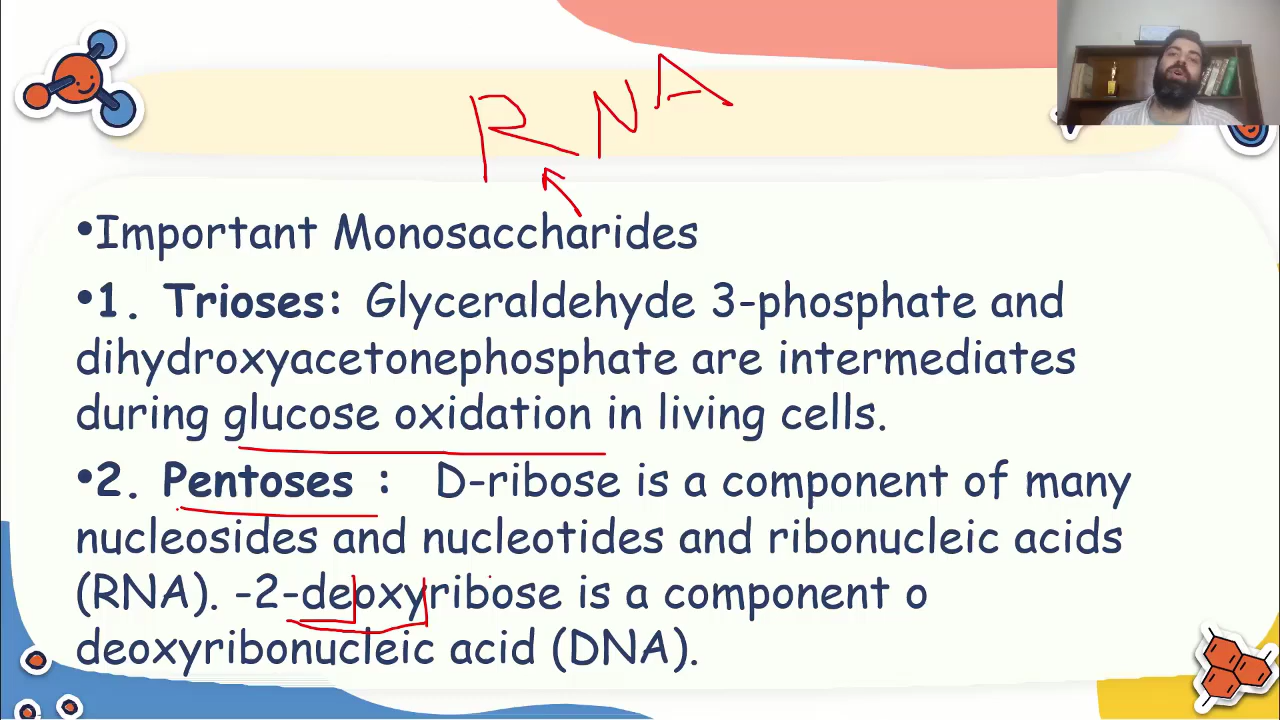 RNA
•Important Monosaccharides
•1. Trioses: Glyceraldehyde 3-phosphate and
dihydroxyacetonephosphate are intermediates
during glucose oxidation in living cells.
•2. Pentoses : D-ribose is a component of many
nucleosides and nucleotides and ribonucleic acids
(RNA). -2-deoxyribose is a component o
deoxyribonucleic acid (DNA).